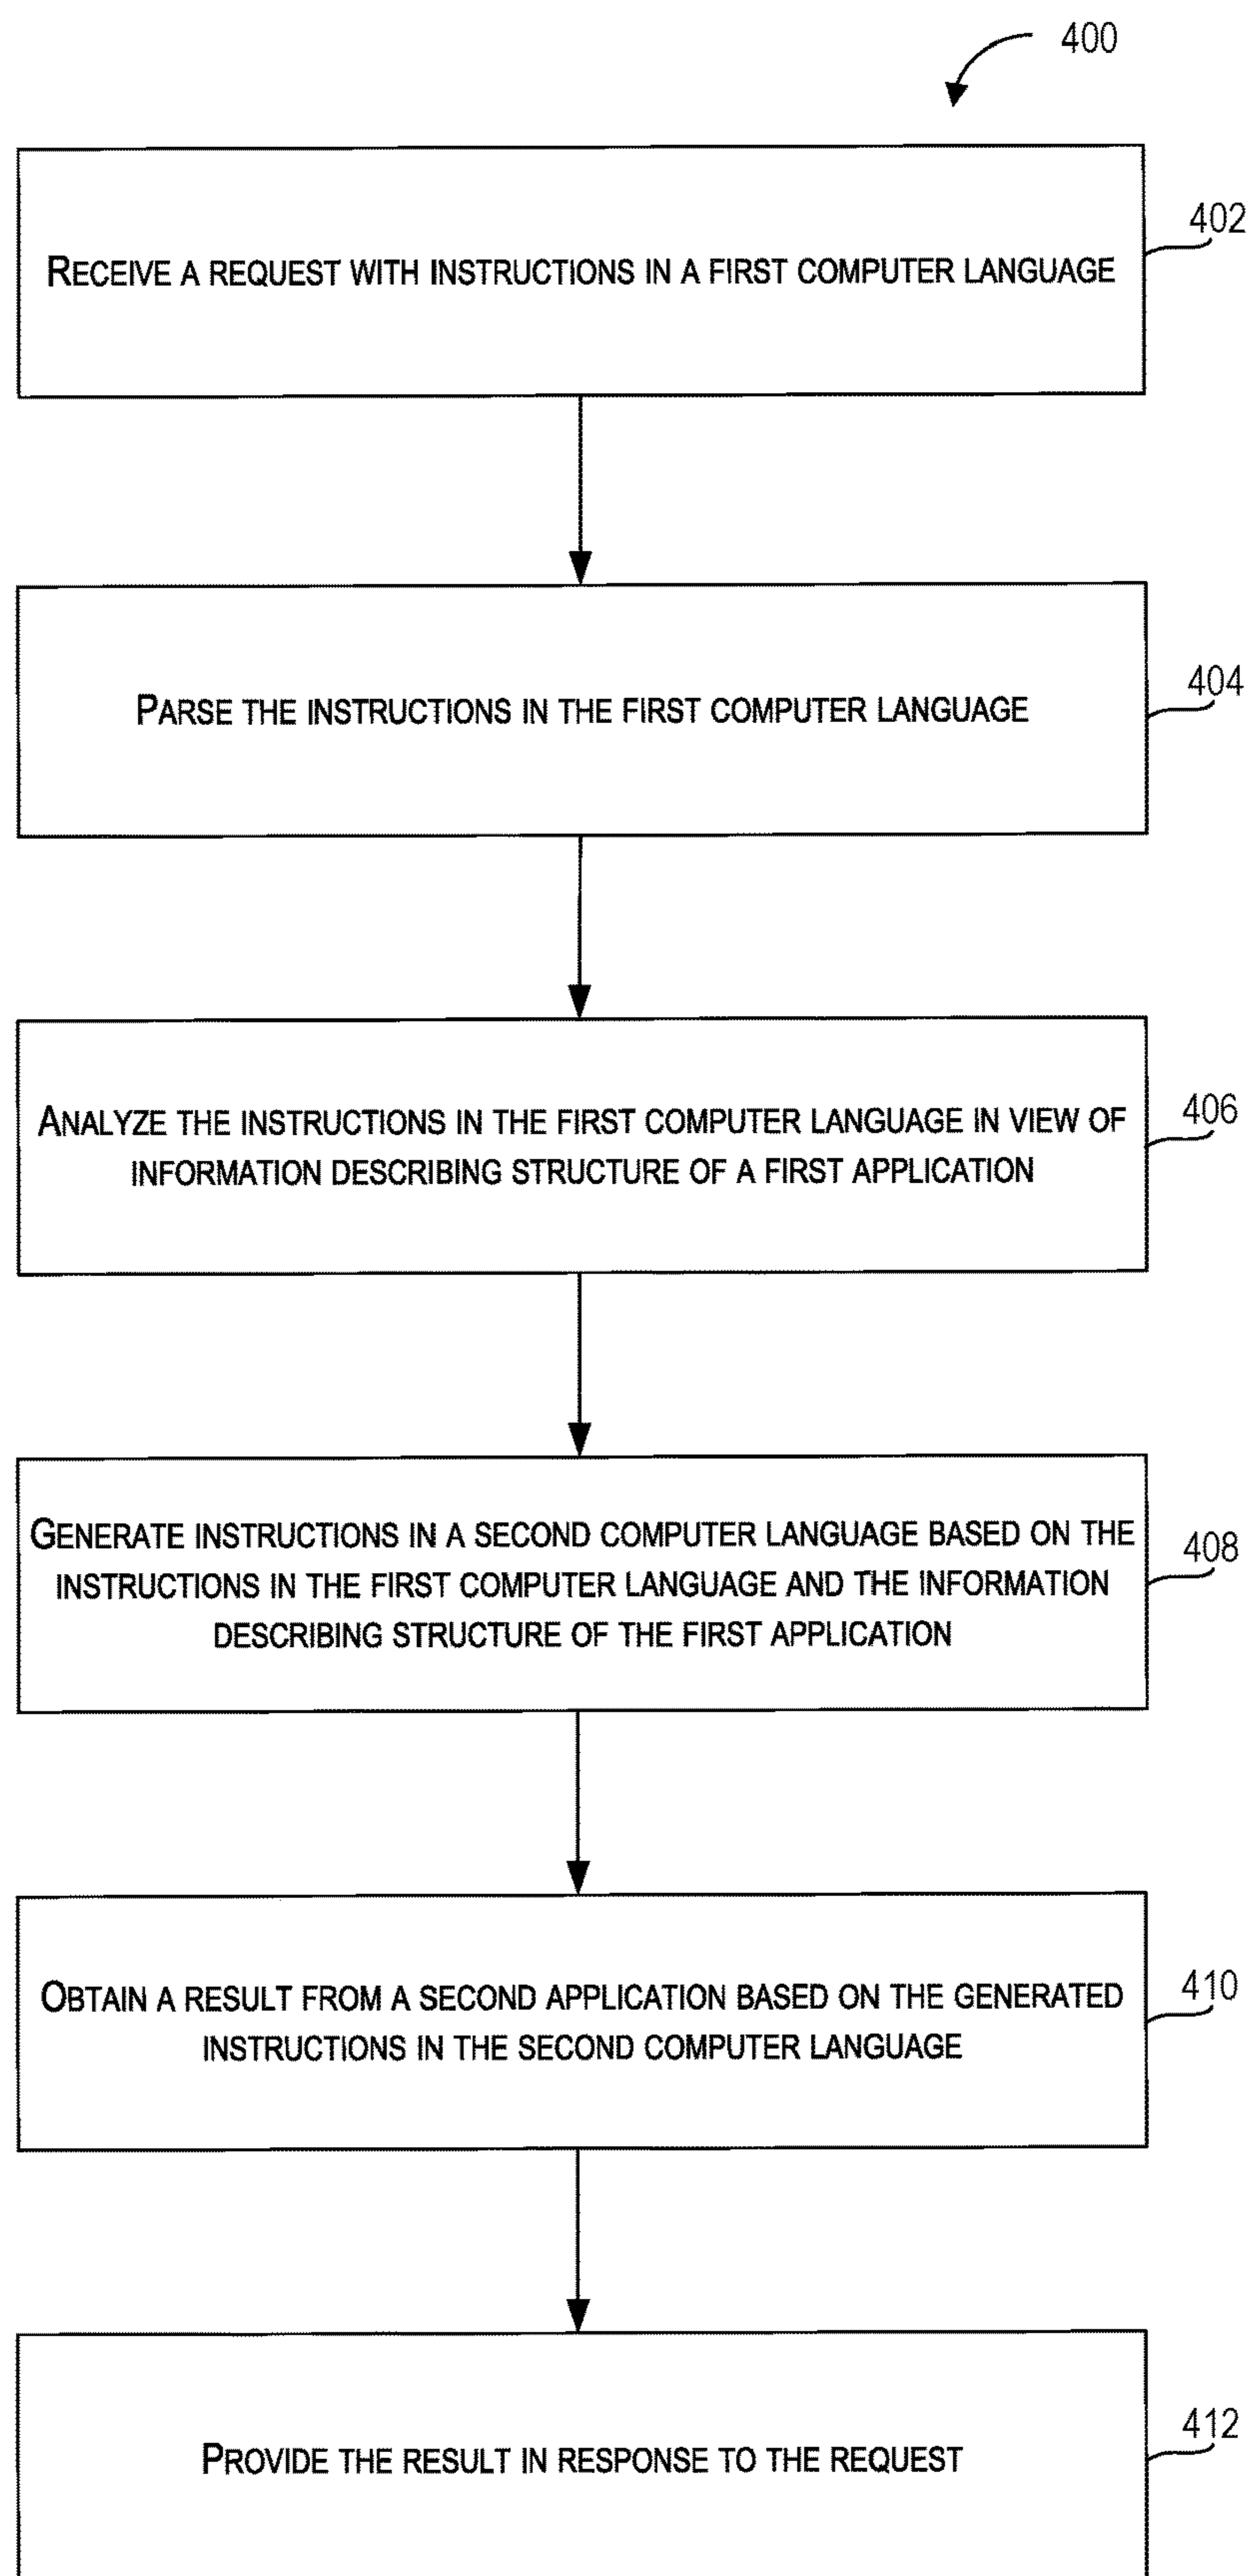 400
RECEIVE A REQUEST WITH INSTRUCTIONS IN A FIRST COMPUTER LANGUAGE
402
PARSE THE INSTRUCTIONS IN THE FIRST COMPUTER LANGUAGE
404
ANALYZE THE INSTRUCTIONS IN THE FIRST COMPUTER LANGUAGE IN VIEW OF
INFORMATION DESCRIBING STRUCTURE OF A FIRST APPLICATION
406
GENERATE INSTRUCTIONS IN A SECOND COMPUTER LANGUAGE BASED ON THE
INSTRUCTIONS IN THE FIRST COMPUTER LANGUAGE AND THE INFORMATION
DESCRIBING STRUCTURE OF THE FIRST APPLICATION
408
OBTAIN A RESULT FROM A SECOND APPLICATION BASED ON THE GENERATED
INSTRUCTIONS IN THE SECOND COMPUTER LANGUAGE
410
PROVIDE THE RESULT IN RESPONSE TO THE REQUEST
412